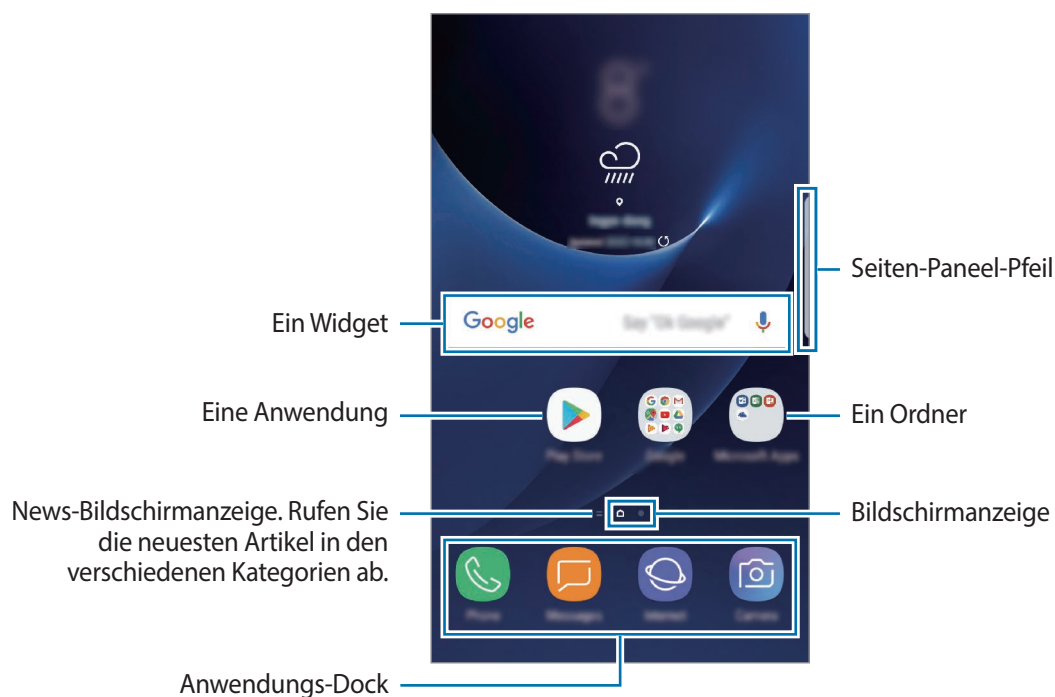 Seiten-Paneel-Pfeil
Ein Widget
Google
Eine Anwendung
Ein Ordner
News-Bildschirmanzeige. Rufen Sie
die neuesten Artikel in den
verschiedenen Kategorien ab.
Bildschirmanzeige
Anwendungs-Dock